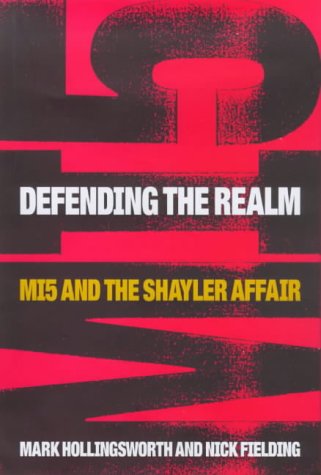 MI5
DEFENDING THE REALM
MI5 AND THE SHAYLER AFFAIR
MARK HOLLINGSWORTH AND NICK FIELDING